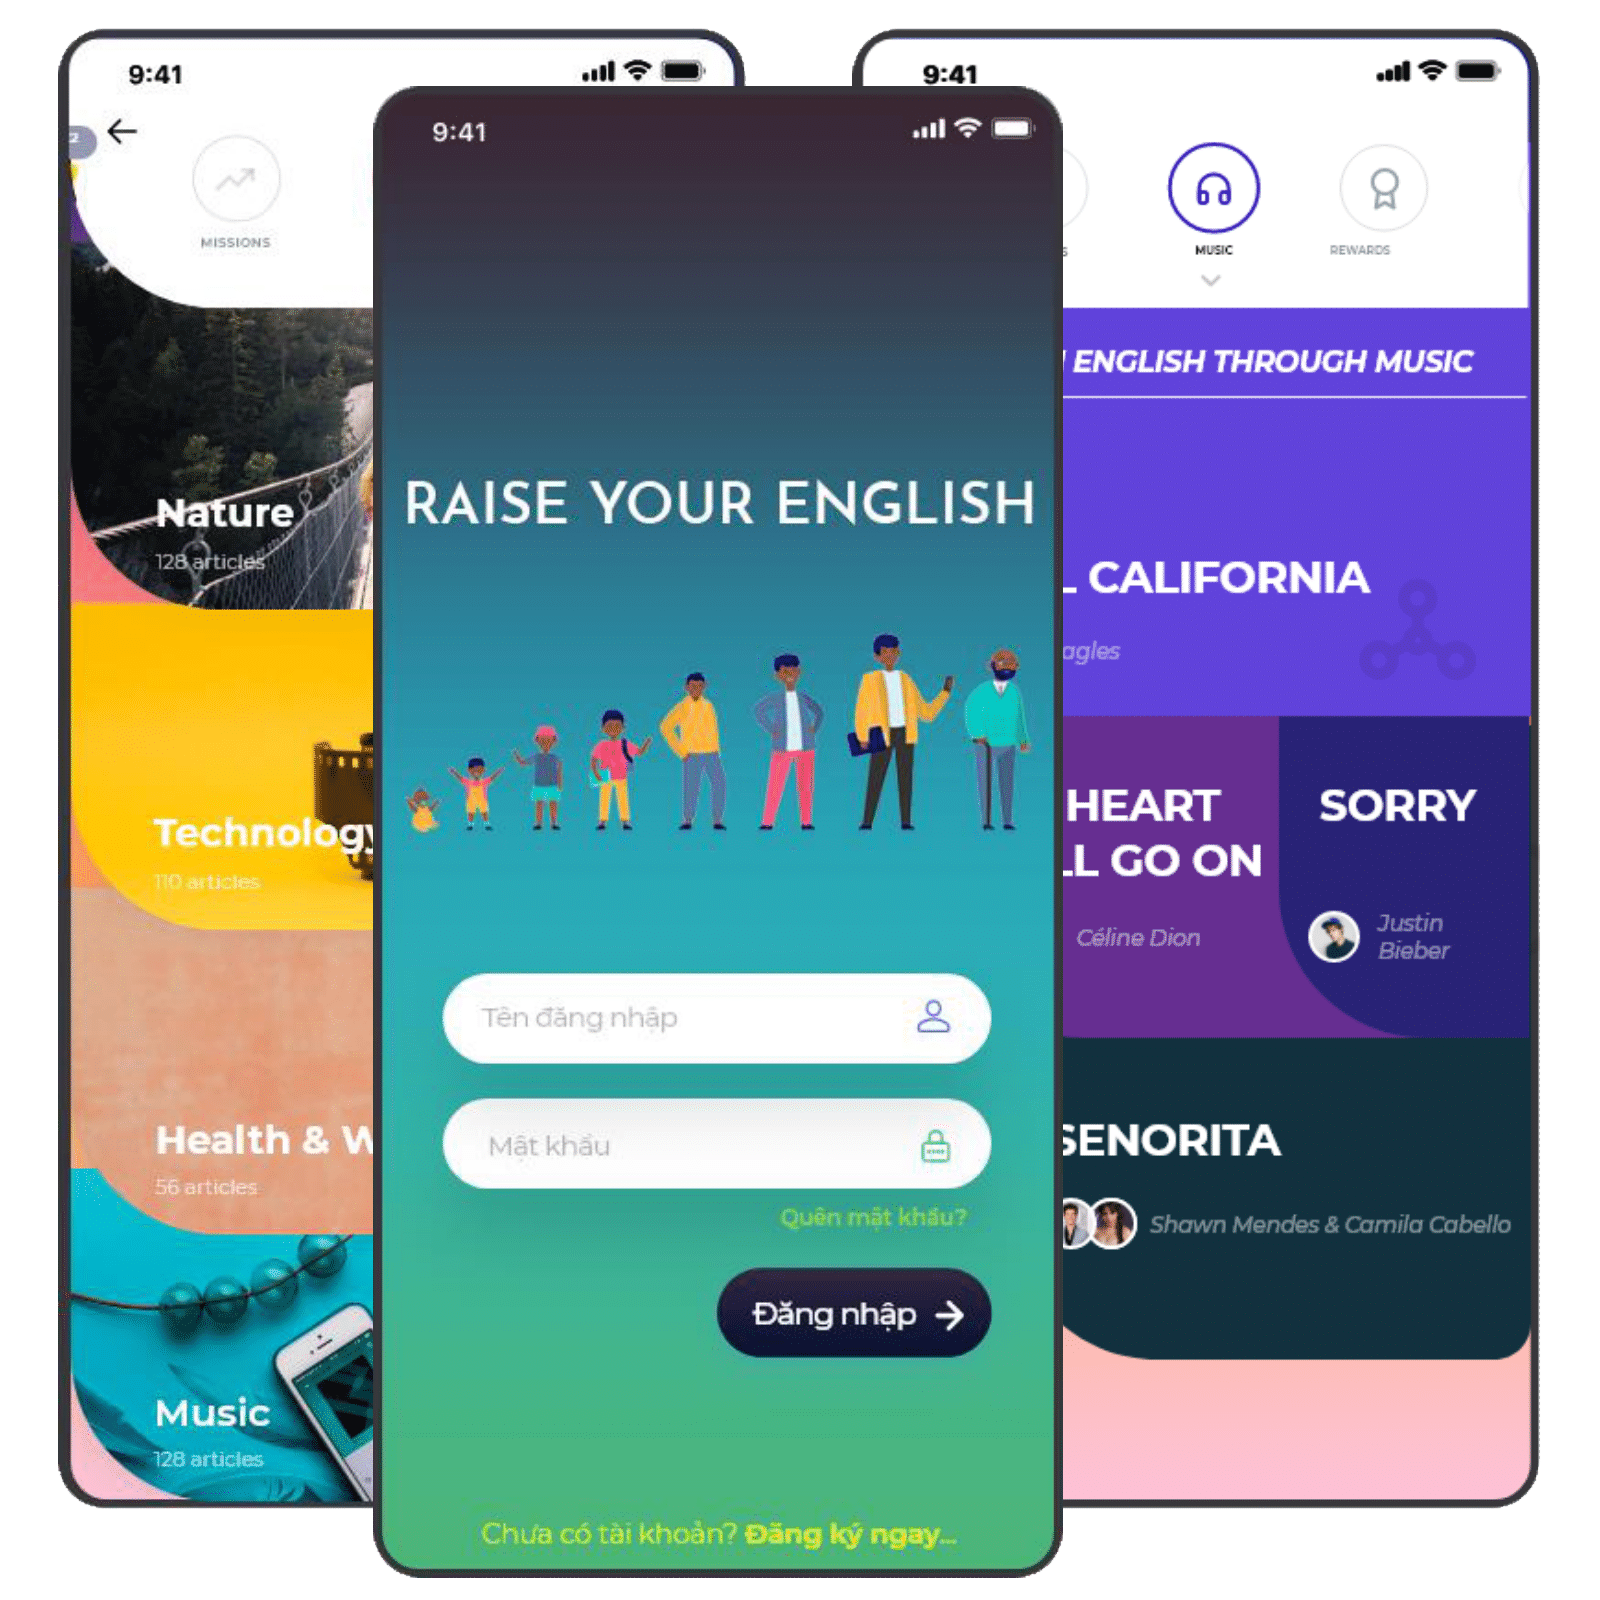 9:41
2
MISSIONS
Nature
128 articles
Technology
110 articles
Health & W
56 articles
Music
128 articles
9:41
RAISE YOUR ENGLISH
Tên đăng nhập
Mật khẩu
Quên mật khẩu?
Đăng nhập
Chưa có tài khoản? Đăng ký ngay...
9:41
S
MUSIC
REWARDS
ENGLISH THROUGH MUSIC
L CALIFORNIA
agles
HEART
LL GO ON
Céline Dion
SORRY
Justin
Bieber
SENORITA
Shawn Mendes & Camila Cabello